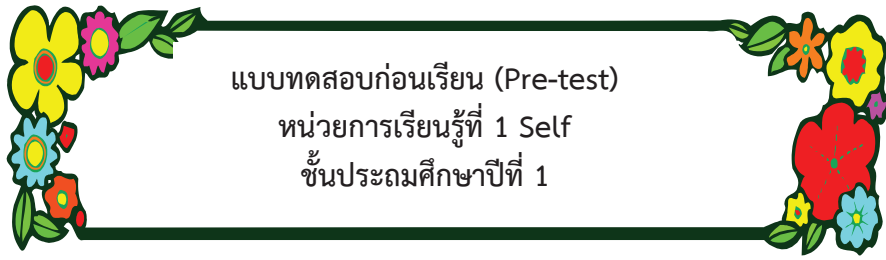 แบบทดสอบก่อนเรียน (Pre-test)
หน่วยการเรียนรู้ที่ 1 Self
ชั้นประถมศึกษาปีที่ 1